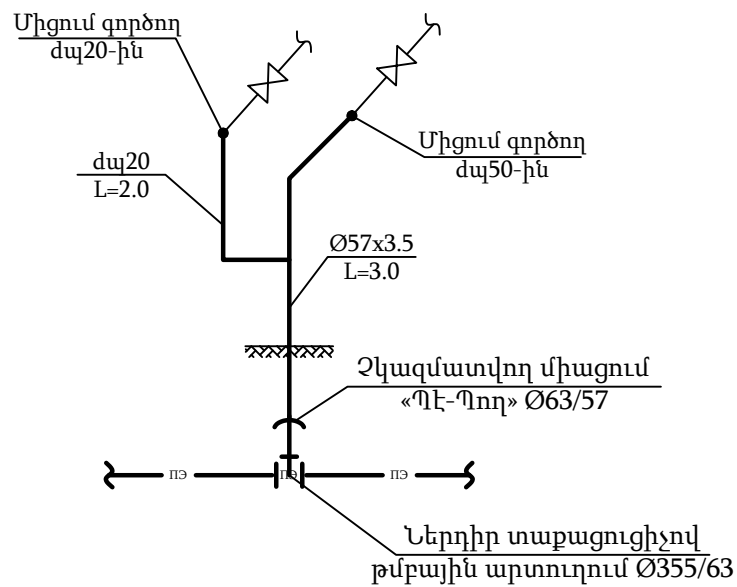 Միցում գործող
դպ20-ին
Միցում գործող
դպ50-ին
դպ20
L=2.0
Ø57x3.5
L=3.0
Չկազմատվող միացում
«Պէ-Պող» Ø63/57
ПЭ
ПЭ
ПЭ
Ներդիր տաքացուցիչով
թմբային արտուղում Ø355/63